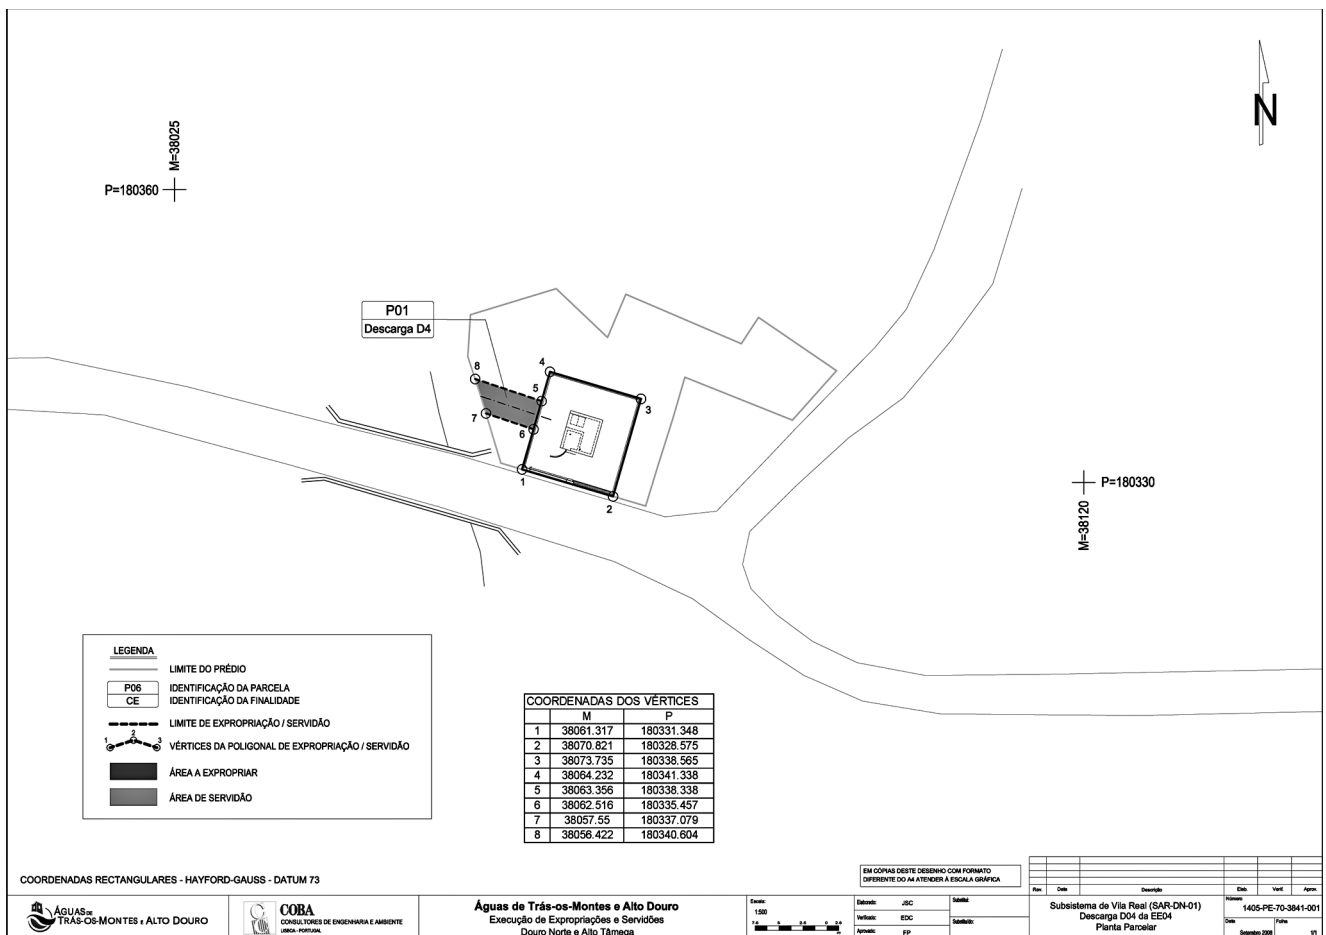 M=38025
P=180360
N
P01
Descarga D4
8
4
5
3
7
6
1
2
P=180330
M=38120
LEGENDA
LIMITE DO PRÉDIO
P06 IDENTIFICAÇÃO DA PARCELA
CE IDENTIFICAÇÃO DA FINALIDADE
LIMITE DE EXPROPRIAÇÃO / SERVIDÃO
1 2 3 VÉRTICES DA POLIGONAL DE EXPROPRIAÇÃO / SERVIDÃO
ÁREA A EXPROPRIAR
ÁREA DE SERVIDÃO
COORDENADAS DOS VÉRTICES
M P
1 38061.317 180331.348
2 38070.821 180328.575
3 38073.735 180338.565
4 38064.232 180341.338
5 38063.356 180338.338
6 38062.516 180335.457
7 38057.55 180337.079
8 38056.422 180340.604
COORDENADAS RECTANGULARES - HAYFORD-GAUSS - DATUM 73
EM CÓPIAS DESTE DESENHO COM FORMATO
DIFERENTE DO A4 ATENDER À ESCALA GRÁFICA
Rev. Data Descrição Elab. Verif. Aprov.
ÁGUAS DE
TRÁS-OS-MONTES E ALTO DOURO
COBA
CONSULTORES DE ENGENHARIA E AMBIENTE
LISBOA - PORTUGAL
Águas de Trás-os-Montes e Alto Douro
Execução de Expropriações e Servidões
Douro Norte e Alto Tâmega
Escala:
1:500
Elaborado: JSC
Verificado: EDC
Aprovado: FP
Substitui:
Substituído:
Subsistema de Vila Real (SAR-DN-01)
Descarga D04 da EE04
Planta Parcelar
Número
1405-PE-70-3841-001
Data Folha
Setembro 2008 1/1